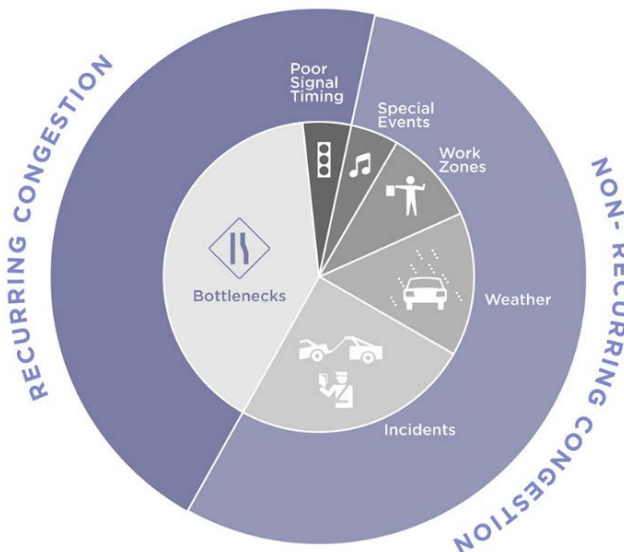 RECURRING CONGESTION
Poor
Signal
Timing
Special
Events
Work
Zones
Bottlenecks
Weather
Incidents
NON- RECURRING CONGESTION